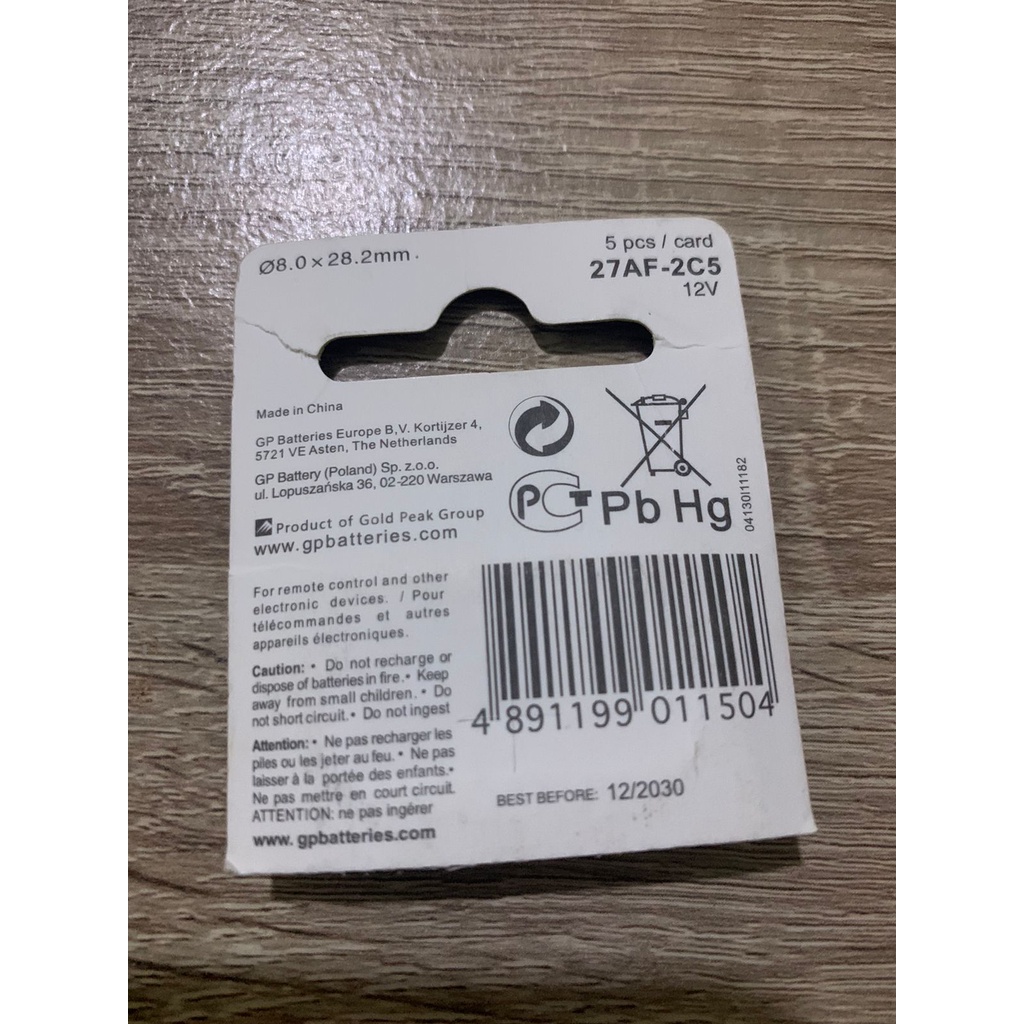 Ø8.0×28.2mm.
5 pcs / card
27AF-2C5
12V
Made in China
GP Batteries Europe B,V. Kortijzer 4,
5721 VE Asten, The Netherlands
GP Battery (Poland) Sp. z.o.o.
ul. Lopuszańska 36, 02-220 Warszawa
Product of Gold Peak Group
www.gpbatteries.com
PCT
Pb Hg
04130I11182
For remote control and other
electronic devices. / Pour
télécommandes et autres
appareils électroniques.
Caution: • Do not recharge or
dispose of batteries in fire. • Keep
away from small children. • Do
not short circuit. • Do not ingest
Attention: • Ne pas recharger les
piles ou les jeter au feu. • Ne pas
laisser à la portée des enfants.•
Ne pas mettre en court circuit.
ATTENTION: ne pas ingérer
www. gpbatteries.com
4 891199 011504
BEST BEFORE: 12/2030